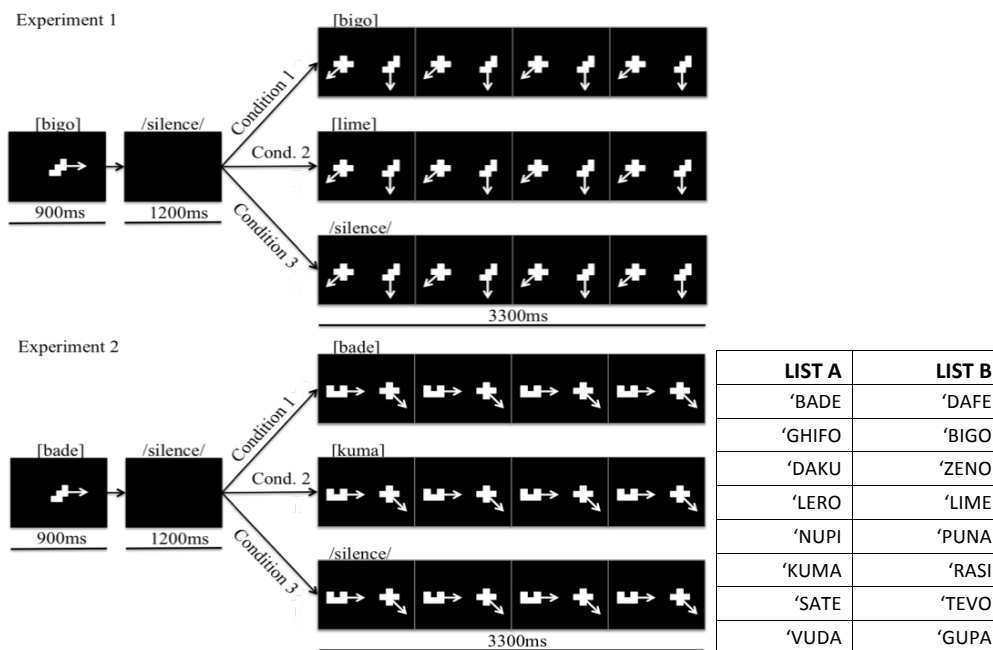 Experiment 1
[bigo]
Condition 1
[bigo]
/silence/
[lime]
Cond. 2
900ms
1200ms
Condition 3
/silence/
3300ms
Experiment 2
[bade]
Condition 1
[bade]
/silence/
[kuma]
Cond. 2
900ms
1200ms
Condition 3
/silence/
3300ms
LIST A LIST B
‘BADE ‘DAFE
‘GHIFO ‘BIGO
‘DAKU ‘ZENO
‘LERO ‘LIME
‘NUPI ‘PUNA
‘KUMA ‘RASI
‘SATE ‘TEVO
‘VUDA ‘GUPA